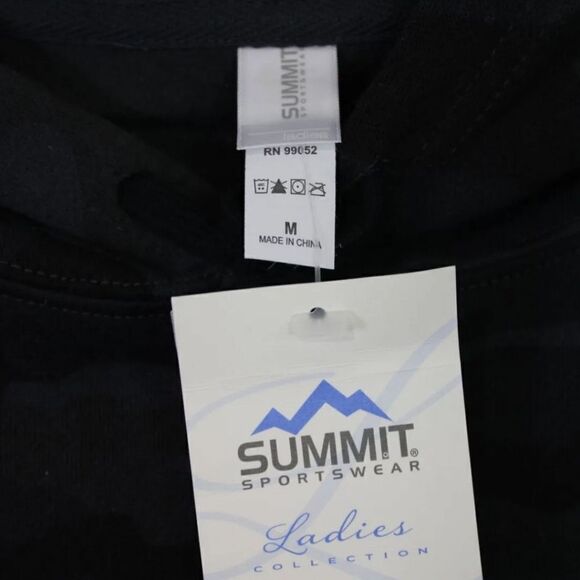 SUMMIT
SPORTSWEAR
ladies
RN 99052
M
MADE IN CHINA
SUMMIT®
SPORTSWEAR
Ladies
COLLECTION